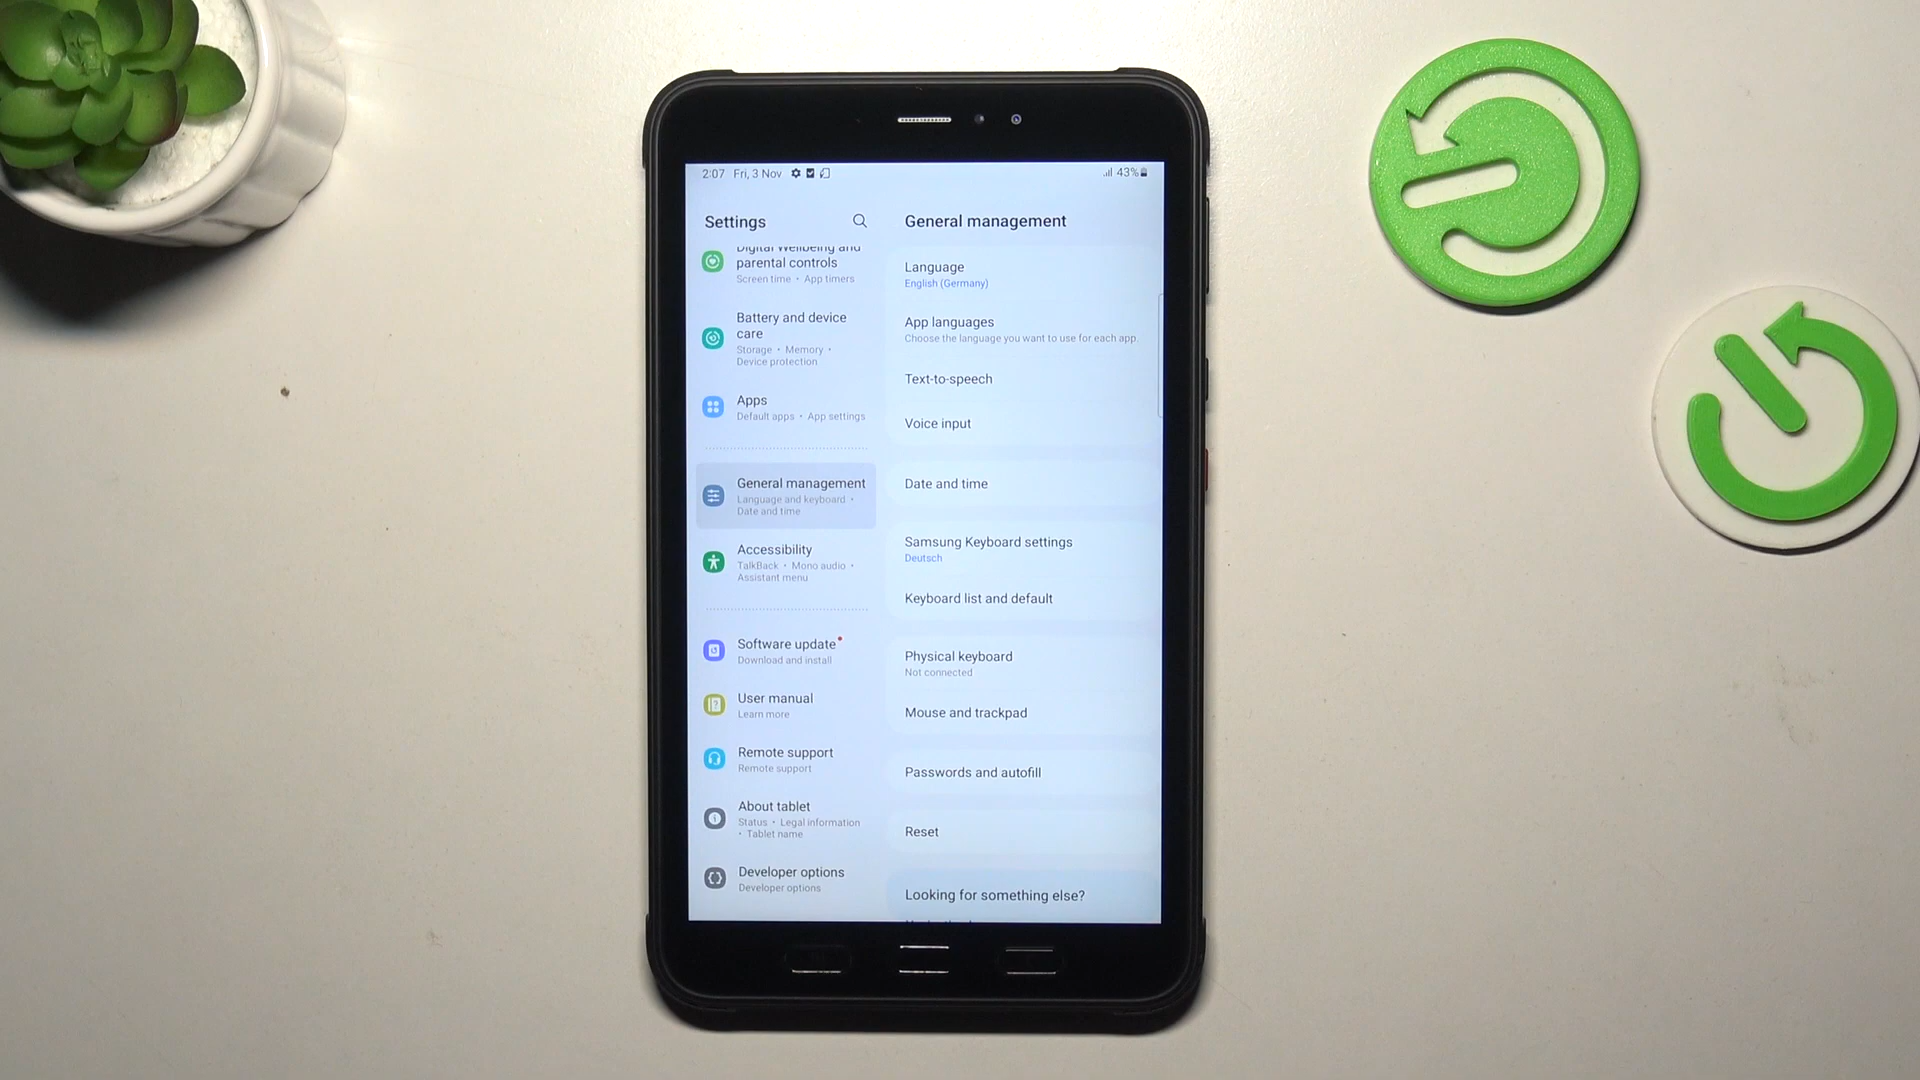 2:07 Fri, 3 Nov
43%
Settings
Digital Wellbeing and
parental controls
Screen time • App timers
Battery and device
care
Storage • Memory •
Device protection
Apps
Default apps • App settings
General management
Language and keyboard •
Date and time
Accessibility
TalkBack • Mono audio •
Assistant menu
Software update
Download and install
User manual
Learn more
Remote support
Remote support
About tablet
Status • Legal information
• Tablet name
Developer options
Developer options
General management
Language
English (Germany)
App languages
Choose the language you want to use for each app.
Text-to-speech
Voice input
Date and time
Samsung Keyboard settings
Deutsch
Keyboard list and default
Physical keyboard
Not connected
Mouse and trackpad
Passwords and autofill
Reset
Looking for something else?